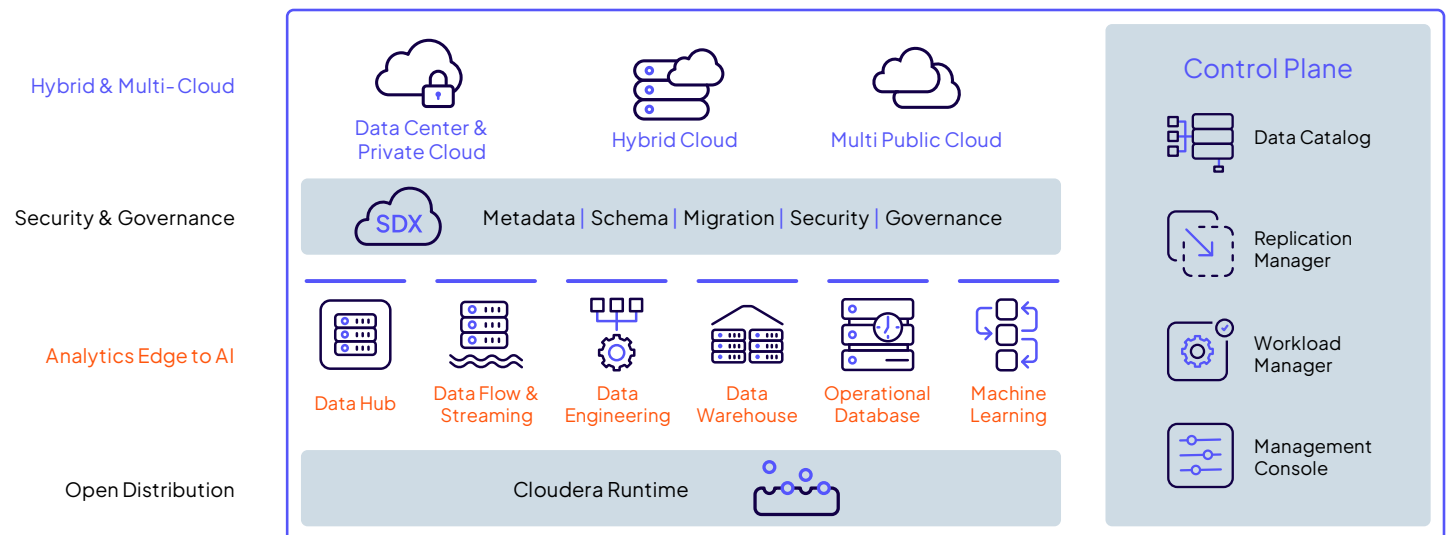 Hybrid & Multi-Cloud
Data Center &
Private Cloud
Hybrid Cloud
Multi Public Cloud
Security & Governance
SDX
Metadata | Schema | Migration | Security | Governance
Analytics Edge to AI
Data Hub
Data Flow &
Streaming
Data
Engineering
Data
Warehouse
Operational
Database
Machine
Learning
Open Distribution
Cloudera Runtime
Control Plane
Data Catalog
Replication
Manager
Workload
Manager
Management
Console